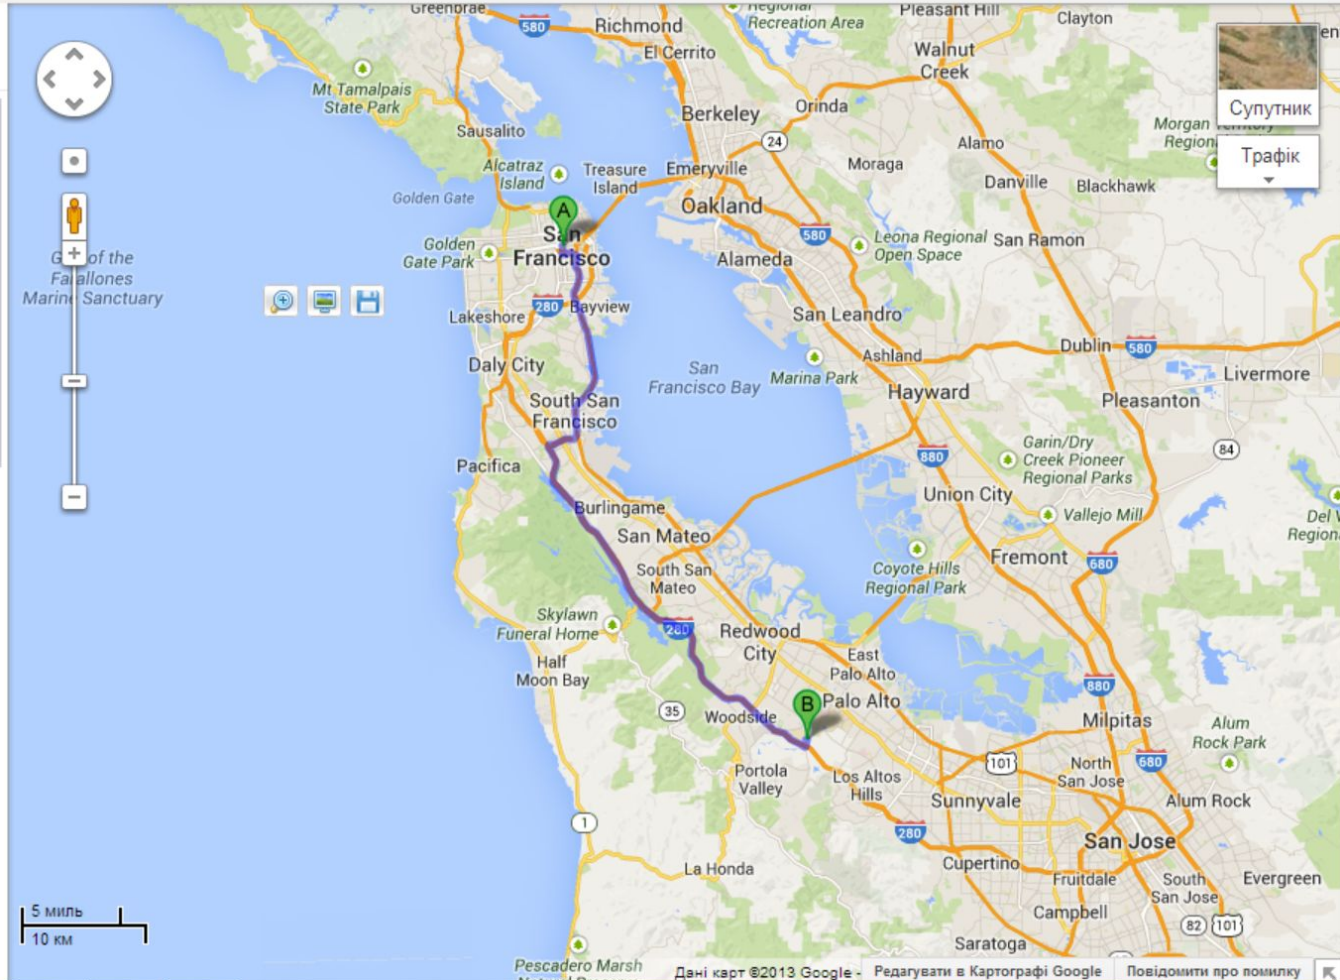 Greenbrae
580
Richmond
Regional
Recreation Area
Pleasant Hill
Clayton
El Cerrito
Walnut
Creek
Mt Tamalpais
State Park
Супутник
Orinda
Berkeley
Sausalito
24
Morgan Territory
Regional
Alamo
Трафік
Alcatraz
Island
Treasure
Island
Emeryville
Moraga
Danville
Blackhawk
Golden Gate
Oakland
A
San
Francisco
580
Golden
Gate Park
Leona Regional
Open Space
San Ramon
Alameda
Gulf of the
Farallones
Marine Sanctuary
280
Bayview
Lakeshore
San Leandro
Daly City
San
Francisco Bay
Marina Park
Ashland
Dublin
580
Livermore
Hayward
Pleasanton
South San
Francisco
Pacifica
880
Garin/Dry
Creek Pioneer
Regional Parks
84
Union City
Burlingame
San Mateo
Vallejo Mill
Fremont
680
Coyote Hills
Regional Park
South San
Mateo
Skylawn
Funeral Home
280
Redwood
City
Half
Moon Bay
East
Palo Alto
35
Woodside
B
Palo Alto
880
Milpitas
Alum
Rock Park
Portola
Valley
Los Altos
Hills
101
North
San Jose
680
Sunnyvale
Alum Rock
1
280
San Jose
La Honda
Cupertino
Fruitdale
South
San Jose
Evergreen
Campbell
82
101
5 миль
10 км
Saratoga
Pescadero Marsh
Дані карт ©2013 Google -
Редагувати в Картографі Google
Повідомити про помилку